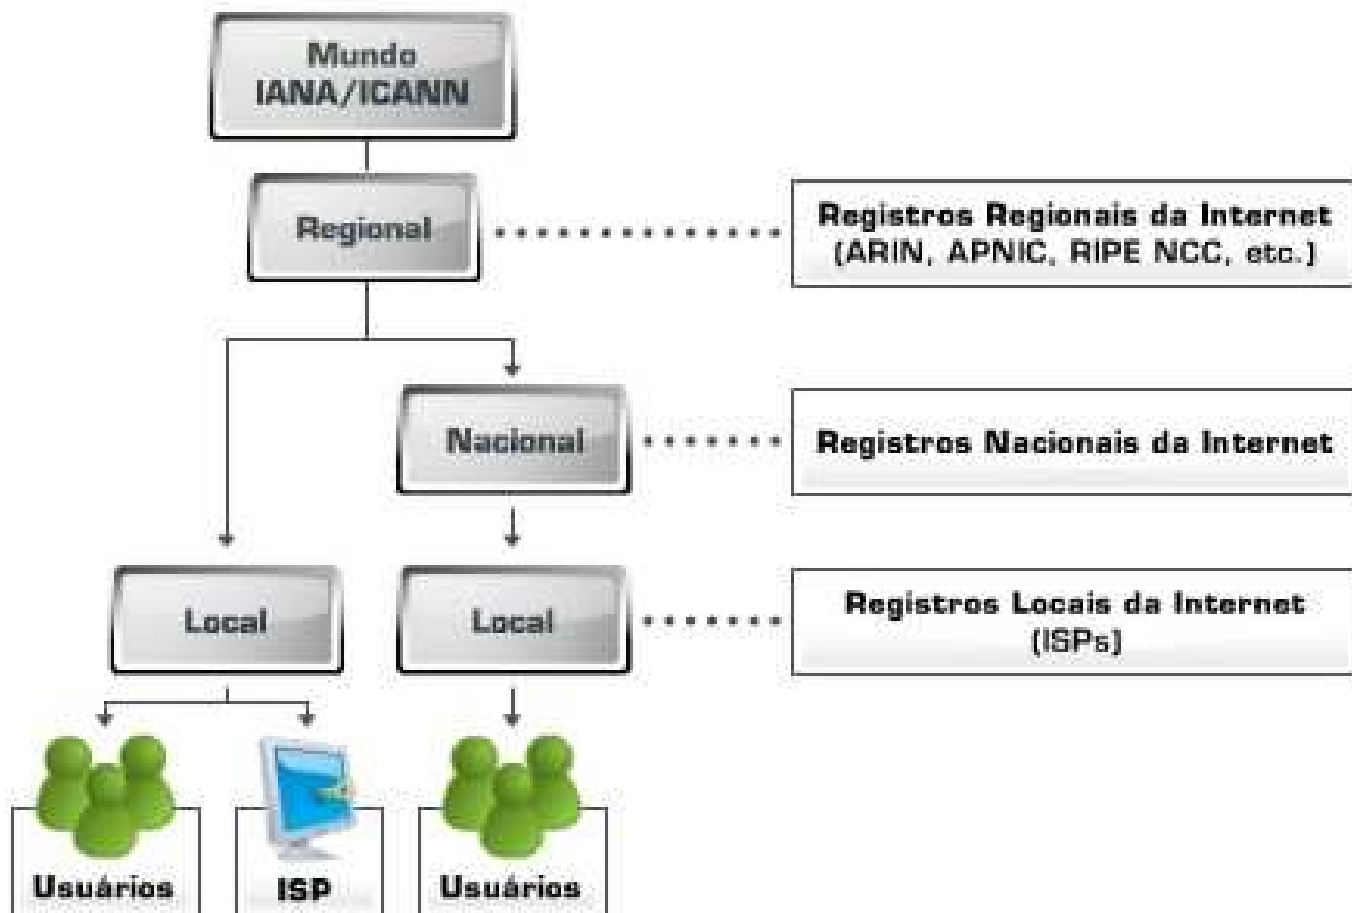 Mundo
IANA/ICANN
Regional
Registros Regionais da Internet
(ARIN, APNIC, RIPE NCC, etc.)
Nacional
Registros Nacionais da Internet
Local
Local
Registros Locais da Internet
(ISPs)
Usuários
ISP
Usuários